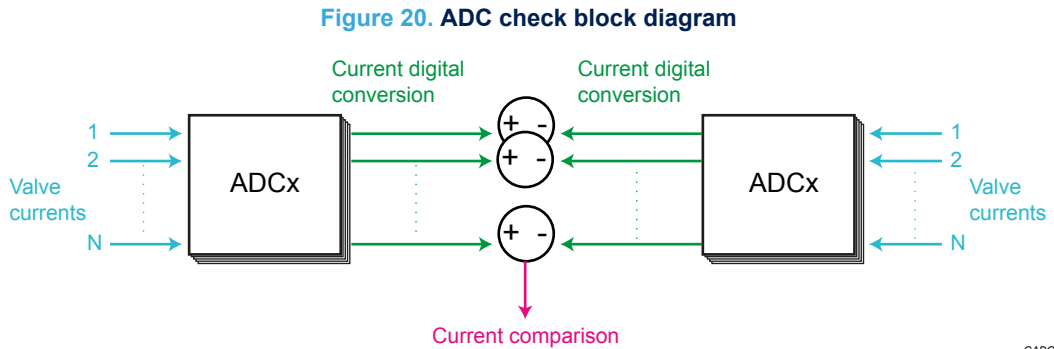 Figure 20. ADC check block diagram
Current digital
conversion
Current digital
conversion
1
2
Valve
currents
N
ADCx
+ -
+ -
+ -
ADCx
1
2
Valve
currents
N
Current comparison